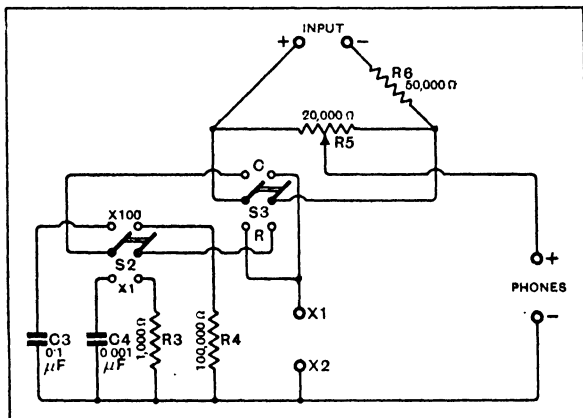 + INPUT -
R6
50,000 Ω
20,000 Ω
R5
C
S3
R
X100
S2
X1
C3
0.1
μF
C4
0.001
μF
1,000 Ω
R3
100,000 Ω
R4
X1
X2
+
PHONES
-